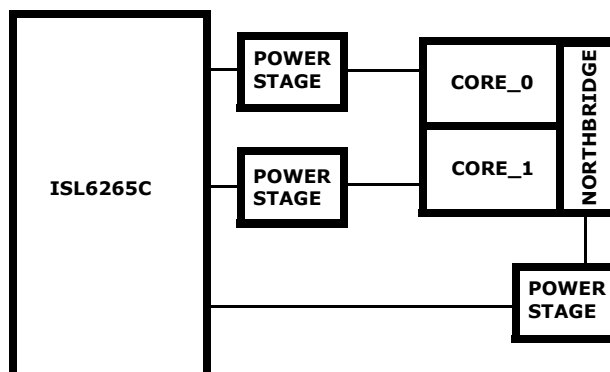 POWER
STAGE
CORE_0
NORTHBRIDGE
ISL6265C
POWER
STAGE
CORE_1
POWER
STAGE